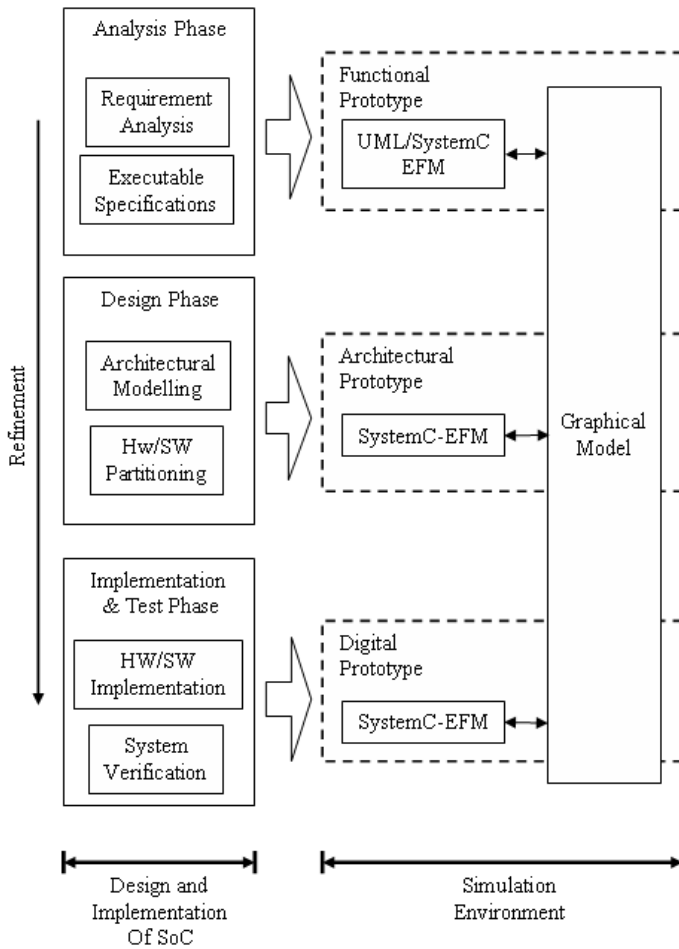 Analysis Phase
Requirement
Analysis
Executable
Specifications
Functional
Prototype
UML/SystemC
EFM
Refinement
Design Phase
Architectural
Modelling
Hw/SW
Partitioning
Architectural
Prototype
SystemC-EFM
Graphical
Model
Implementation
& Test Phase
HW/SW
Implementation
System
Verification
Digital
Prototype
SystemC-EFM
Design and
Implementation
Of SoC
Simulation
Environment